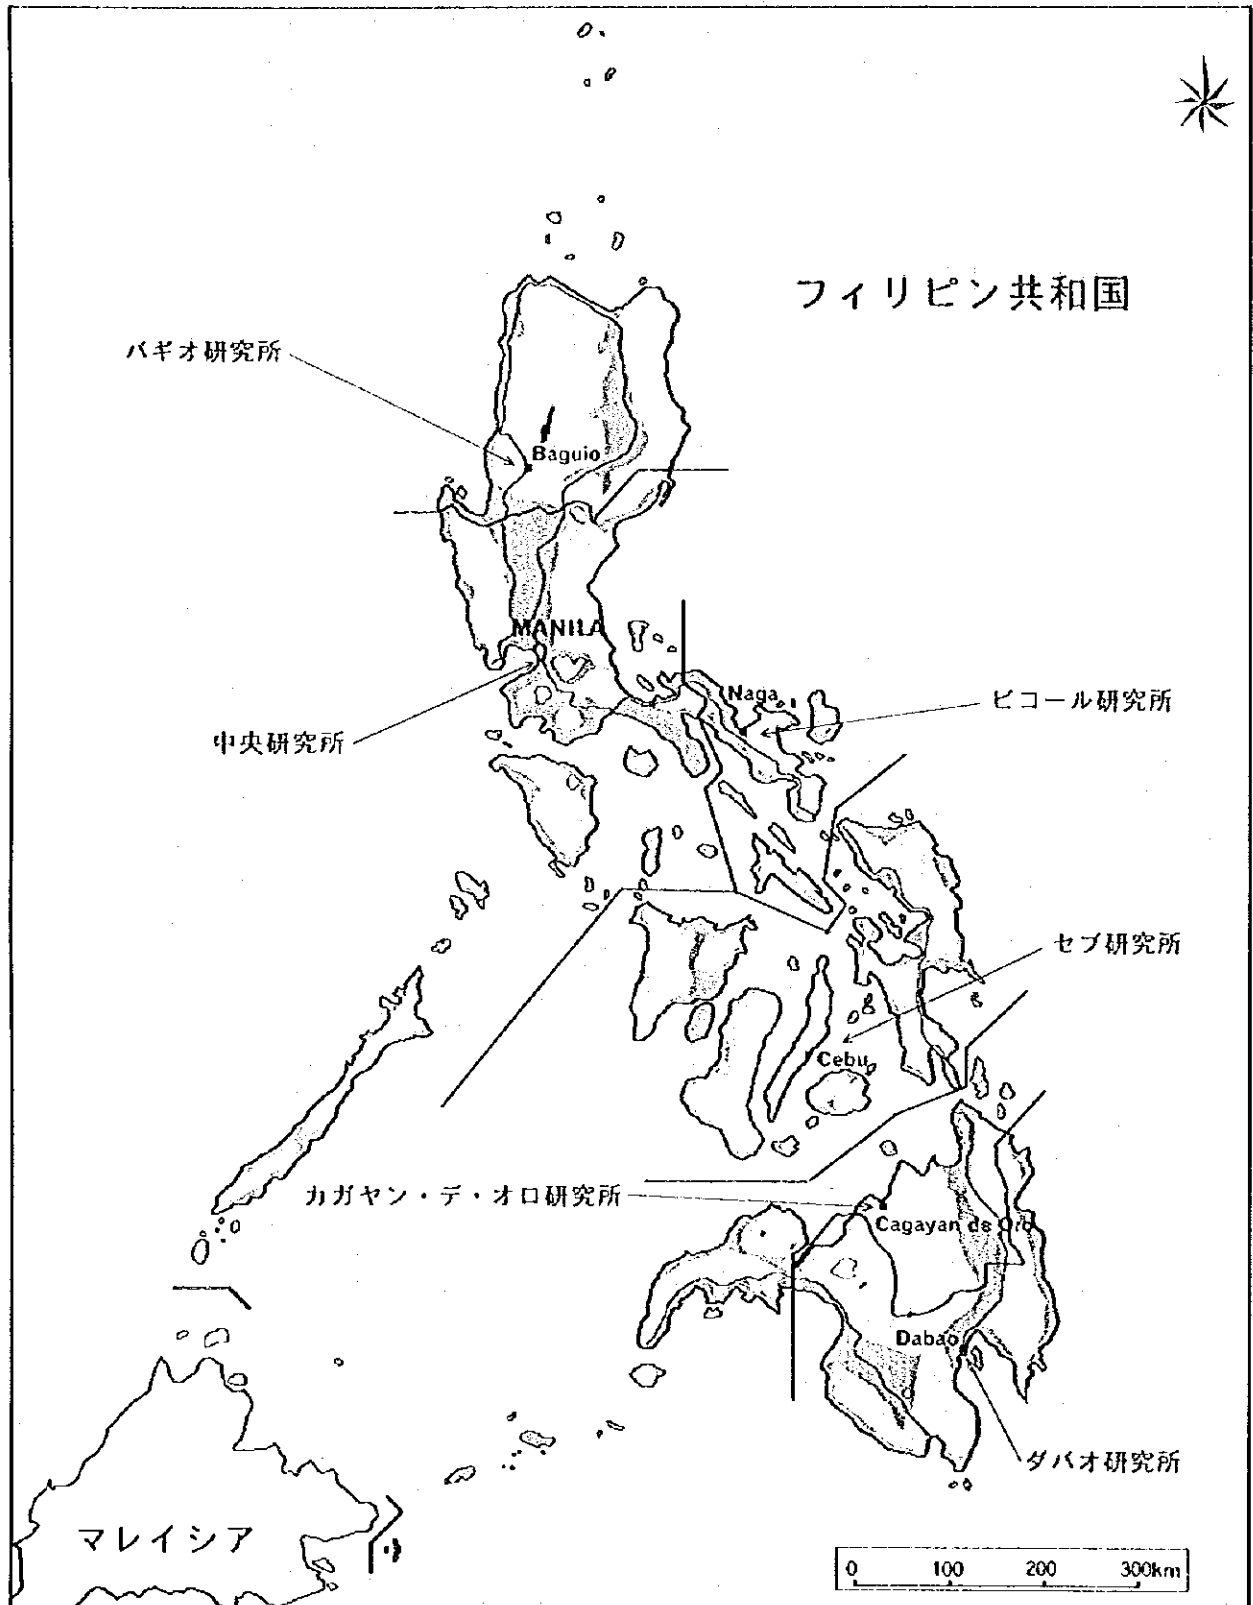 フィリピン共和国
バギオ研究所
Baguio
MANILA
Naga
ビコール研究所
中央研究所
セブ研究所
Cebu
カガヤン・デ・オロ研究所
Cagayan de Oro
Dabao
ダバオ研究所
マレイシア
0 100 200 300km